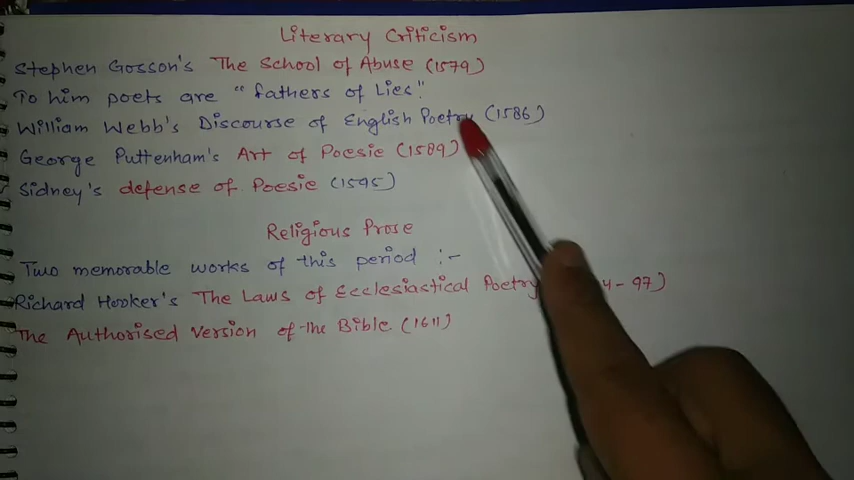 Literary Criticism
Stephen Gosson's The School of Abuse (1579)
To him poets are "fathers of Lies".
William Webb's Discourse of English Poetry (1586)
George Puttenham's Art of Poesie (1589)
Sidney's defense of Poesie (1595)
Religious Prose
Two memorable works of this period :-
Richard Hooker's The Laws of Ecclesiastical Poetry 4-97)
The Authorised Version of the Bible (1611)